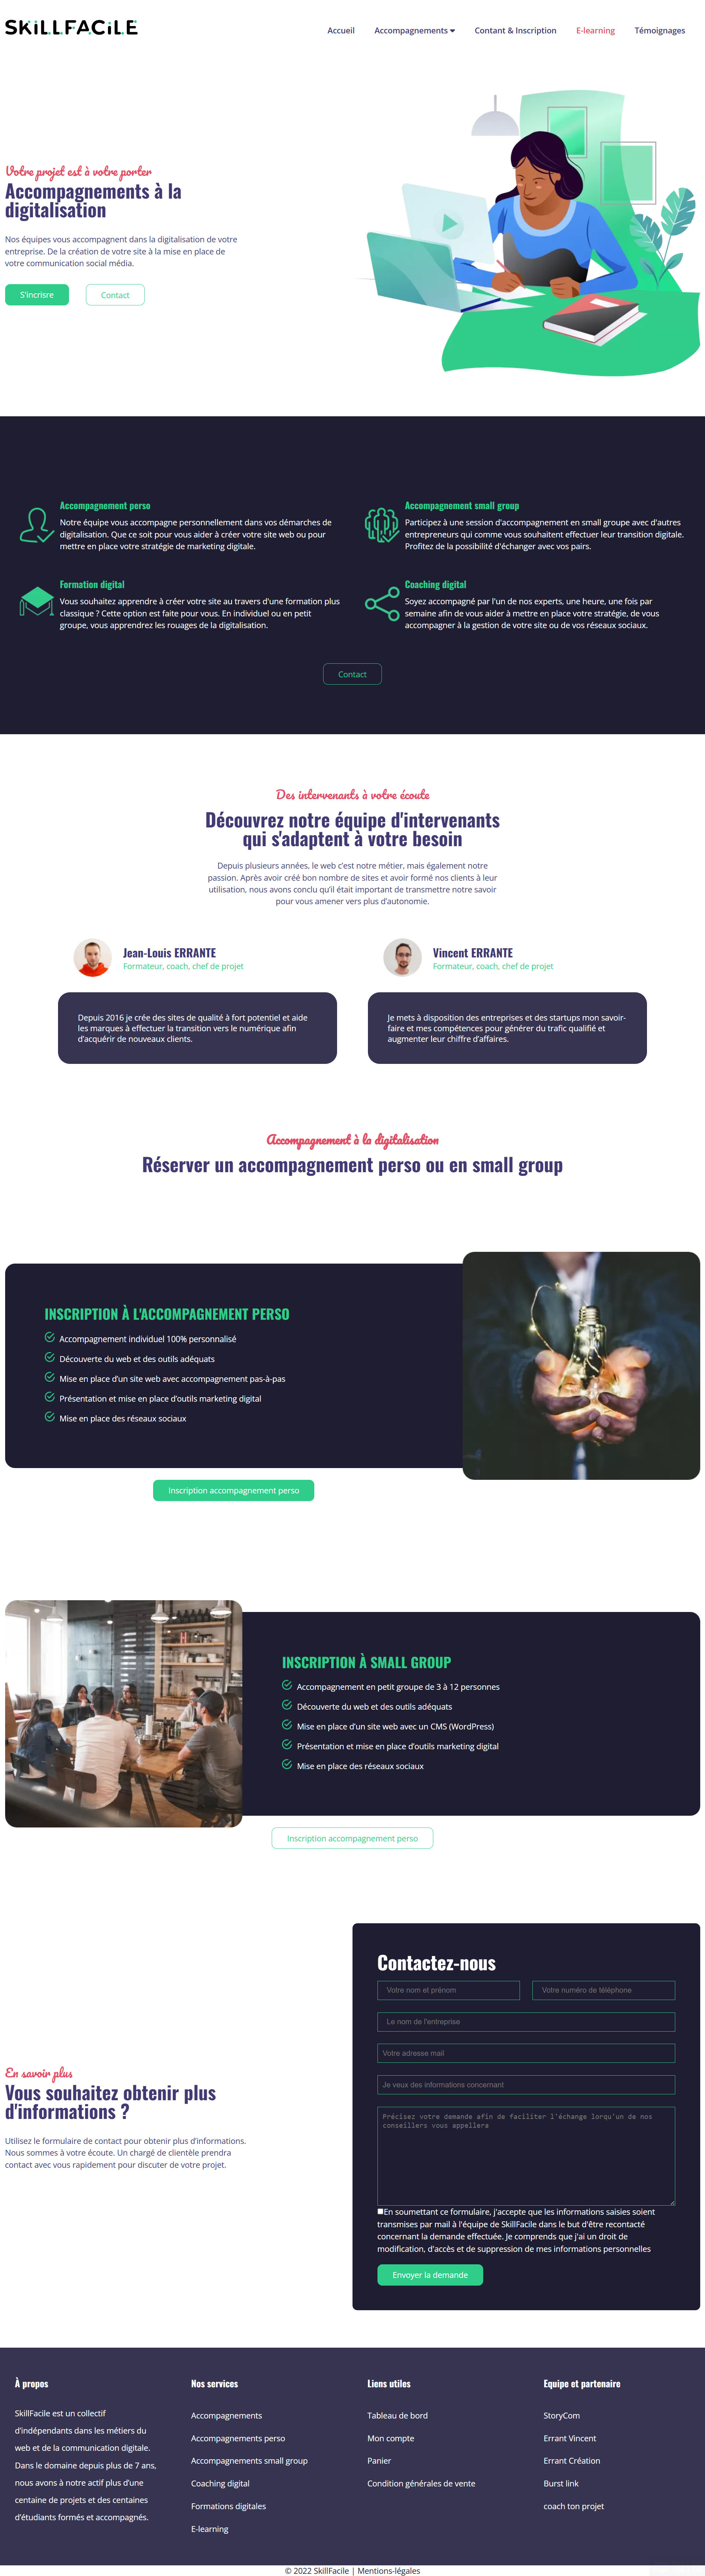 SKiLLFACiLE
Accueil
Accompagnements
Contant & Inscription
E-learning
Témoignages
Votre projet est à votre porter
Accompagnements à la
digitalisation
Nos équipes vous accompagnent dans la digitalisation de votre
entreprise. De la création de votre site à la mise en place de
votre communication social média.
S'incrisre
Contact
Accompagnement perso
Notre équipe vous accompagne personnellement dans vos démarches de
digitalisation. Que ce soit pour vous aider à créer votre site web ou pour
mettre en place votre stratégie de marketing digitale.
Accompagnement small group
Participez à une session d'accompagnement en small groupe avec d'autres
entrepreneurs qui comme vous souhaitent effectuer leur transition digitale.
Profitez de la possibilité d'échanger avec vos pairs.
Formation digital
Vous souhaitez apprendre à créer votre site au travers d'une formation plus
classique ? Cette option est faite pour vous. En individuel ou en petit
groupe, vous apprendrez les rouages de la digitalisation.
Coaching digital
Soyez accompagné par l'un de nos experts, une heure, une fois par
semaine afin de vous aider à mettre en place votre stratégie, de vous
accompagner à la gestion de votre site ou de vos réseaux sociaux.
Contact
Des intervenants à votre écoute
Découvrez notre équipe d'intervenants
qui s'adaptent à votre besoin
Depuis plusieurs années, le web c'est notre métier, mais également notre
passion. Après avoir créé bon nombre de sites et avoir formé nos clients à leur
utilisation, nous avons conclu qu'il était important de transmettre notre savoir
pour vous amener vers plus d'autonomie.
Jean-Louis ERRANTE
Formateur, coach, chef de projet
Depuis 2016 je crée des sites de qualité à fort potentiel et aide
les marques à effectuer la transition vers le numérique afin
d'acquérir de nouveaux clients.
Vincent ERRANTE
Formateur, coach, chef de projet
Je mets à disposition des entreprises et des startups mon savoir-
faire et mes compétences pour générer du trafic qualifié et
augmenter leur chiffre d'affaires.
Accompagnement à la digitalisation
Réserver un accompagnement perso ou en small group
INSCRIPTION À L'ACCOMPAGNEMENT PERSO
Accompagnement individuel 100% personnalisé
Découverte du web et des outils adéquats
Mise en place d'un site web avec accompagnement pas-à-pas
Présentation et mise en place d'outils marketing digital
Mise en place des réseaux sociaux
Inscription accompagnement perso
INSCRIPTION À SMALL GROUP
Accompagnement en petit groupe de 3 à 12 personnes
Découverte du web et des outils adéquats
Mise en place d'un site web avec un CMS (WordPress)
Présentation et mise en place d'outils marketing digital
Mise en place des réseaux sociaux
Inscription accompagnement perso
En savoir plus
Vous souhaitez obtenir plus
d'informations ?
Utilisez le formulaire de contact pour obtenir plus d'informations.
Nous sommes à votre écoute. Un chargé de clientèle prendra
contact avec vous rapidement pour discuter de votre projet.
Contactez-nous
Votre nom et prénom
Votre numéro de téléphone
Le nom de l'entreprise
Votre adresse mail
Je veux des informations concernant
Précisez votre demande afin de faciliter l'échange lorqu'un de nos
conseillers vous appellera
En soumettant ce formulaire, j'accepte que les informations saisies soient
transmises par mail à l'équipe de SkillFacile dans le but d'être recontacté
concernant la demande effectuée. Je comprends que j'ai un droit de
modification, d'accès et de suppression de mes informations personnelles
Envoyer la demande
À propos
SkillFacile est un collectif
d'indépendants dans les métiers du
web et de la communication digitale.
Dans le domaine depuis plus de 7 ans,
nous avons à notre actif plus d'une
centaine de projets et des centaines
d'étudiants formés et accompagnés.
Nos services
Accompagnements
Accompagnements perso
Accompagnements small group
Coaching digital
Formations digitales
E-learning
Liens utiles
Tableau de bord
Mon compte
Panier
Condition générales de vente
Equipe et partenaire
StoryCom
Errant Vincent
Errant Création
Burst link
coach ton projet
© 2022 SkillFacile | Mentions-légales